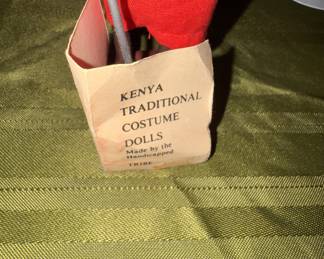 KENYA
TRADITIONAL
COSTUME
DOLLS
Made by the
Handicapped
TRIBE